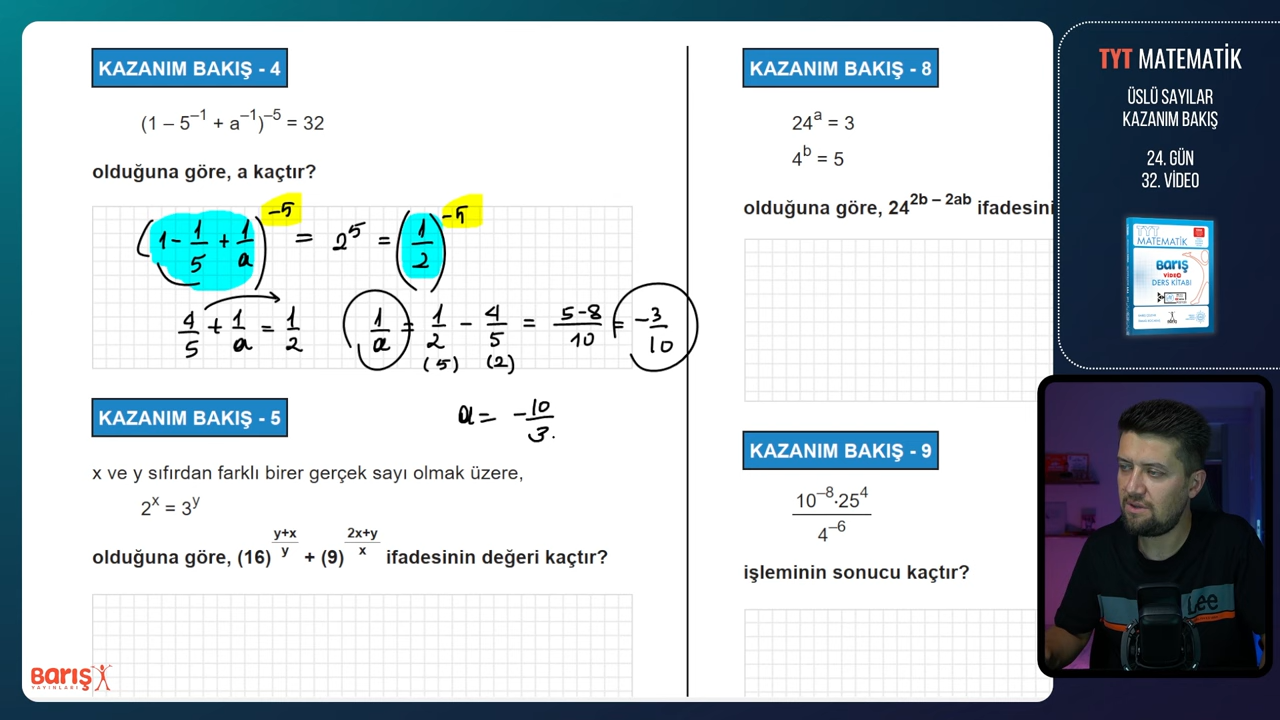 KAZANIM BAKIŞ - 4
(1 – 5⁻¹ + a⁻¹)⁻⁵ = 32
olduğuna göre, a kaçtır?
(1 - 1/5 + 1/a)⁻⁵ = 2⁵ = (1/2)⁻⁵
4/5 + 1/a = 1/2
1/a = 1/2 - 4/5 = 5-8/10 = -3/10
(5) (2)
a = -10/3.
KAZANIM BAKIŞ - 5
x ve y sıfırdan farklı birer gerçek sayı olmak üzere,
2ˣ = 3ʸ
olduğuna göre, (16)^(y+x/y) + (9)^(2x+y/x) ifadesinin değeri kaçtır?
KAZANIM BAKIŞ - 8
24ᵃ = 3
4ᵇ = 5
olduğuna göre, 24^(2b – 2ab) ifadesini
KAZANIM BAKIŞ - 9
10⁻⁸·25⁴ / 4⁻⁶
işleminin sonucu kaçtır?
TYT MATEMATİK
ÜSLÜ SAYILAR
KAZANIM BAKIŞ
24. GÜN
32. VİDEO
TYT
MATEMATİK
BARIŞ
VİDEO
DERS KİTABI
Lee
BARIŞ
YAYINLARI